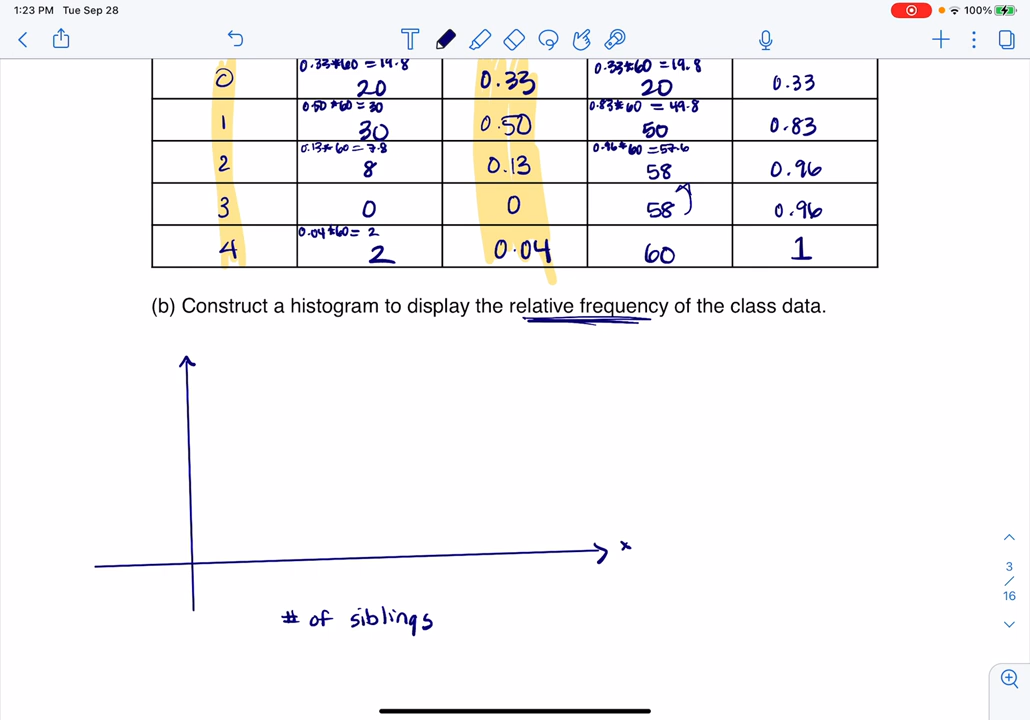 1:23 PM Tue Sep 28 100%
0.33*60 = 19.8 0.33*60 = 19.8
0 20 0.33 20 0.33
0.50*60 = 30 0.83* 60 = 49.8
1 30 0.50 50 0.83
0.13* 60 = 7.8 0.96*60 = 57.6
2 8 0.13 58 0.96
3 0 0 58 0.96
0.04*60 = 2
4 2 0.04 60 1
(b) Construct a histogram to display the relative frequency of the class data.
x
# of siblings
3
/
16